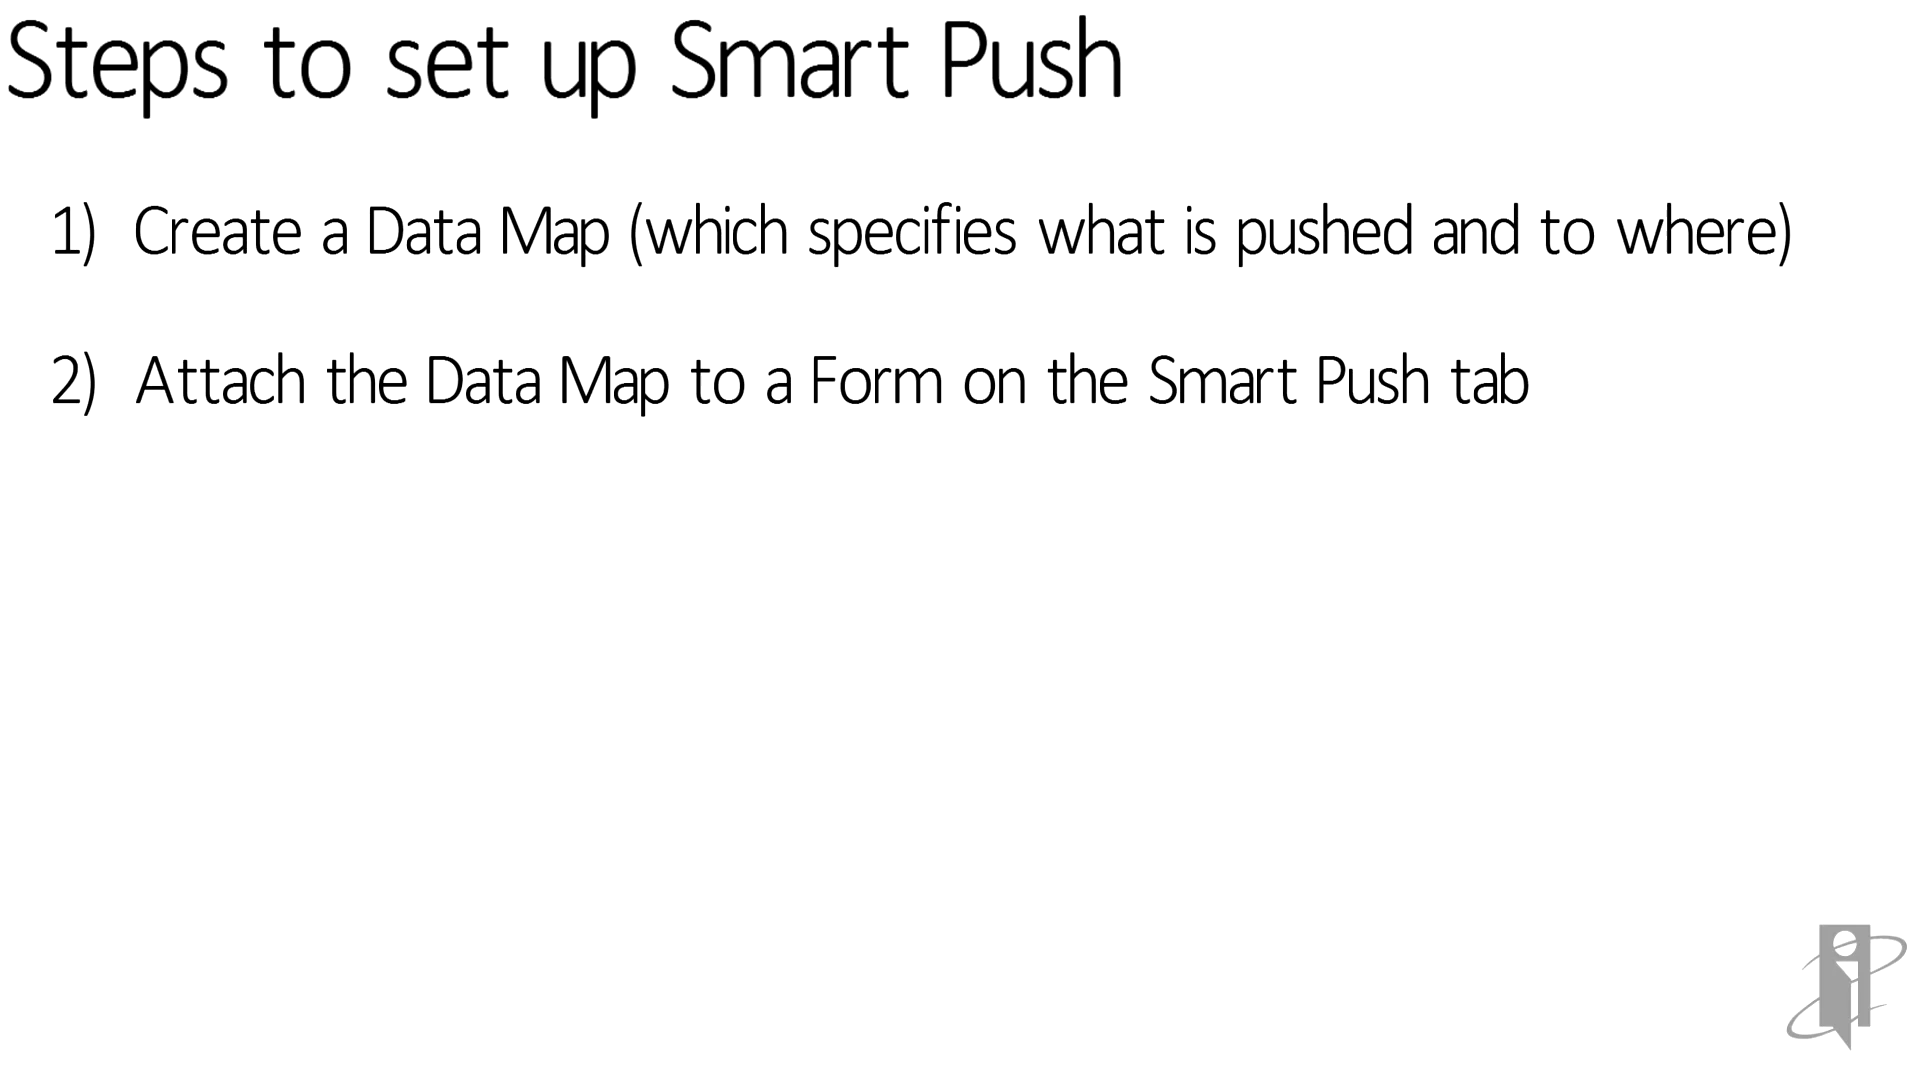 Steps to set up Smart Push
1) Create a Data Map (which specifies what is pushed and to where)
2) Attach the Data Map to a Form on the Smart Push tab